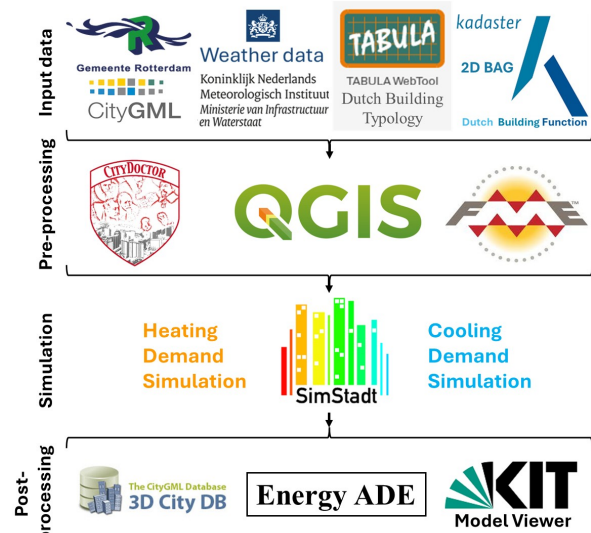 Input data
Gemeente Rotterdam
CityGML
Weather data
Koninklijk Nederlands
Meteorologisch Instituut
Ministerie van Infrastructuur
en Waterstaat
TABULA
TABULA WebTool
Dutch Building
Typology
kadaster
2D BAG
Dutch Building Function
Pre-processing
CITYDOCTOR
QGIS
FME™
Simulation
Heating
Demand
Simulation
SimStadt
Cooling
Demand
Simulation
Post-
processing
The CityGML Database
3D City DB
Energy ADE
KIT
Model Viewer